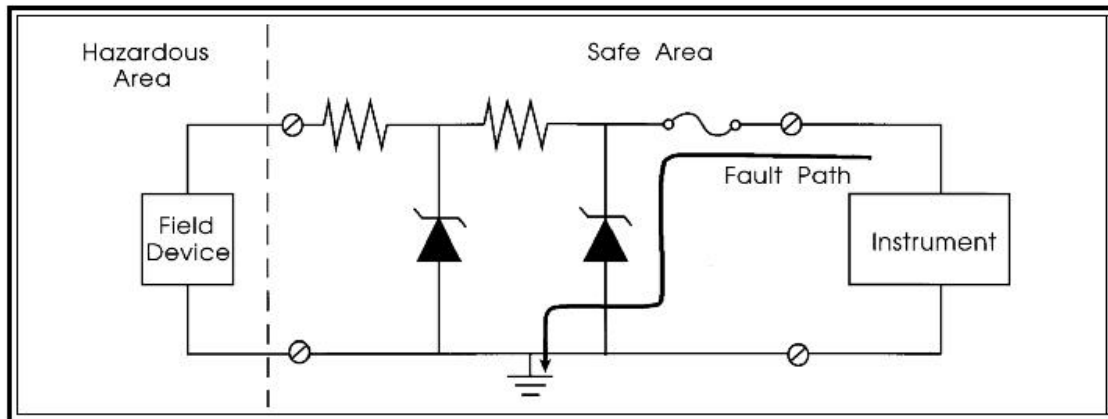 Hazardous
Area
Safe Area
Fault Path
Field
Device
Instrument